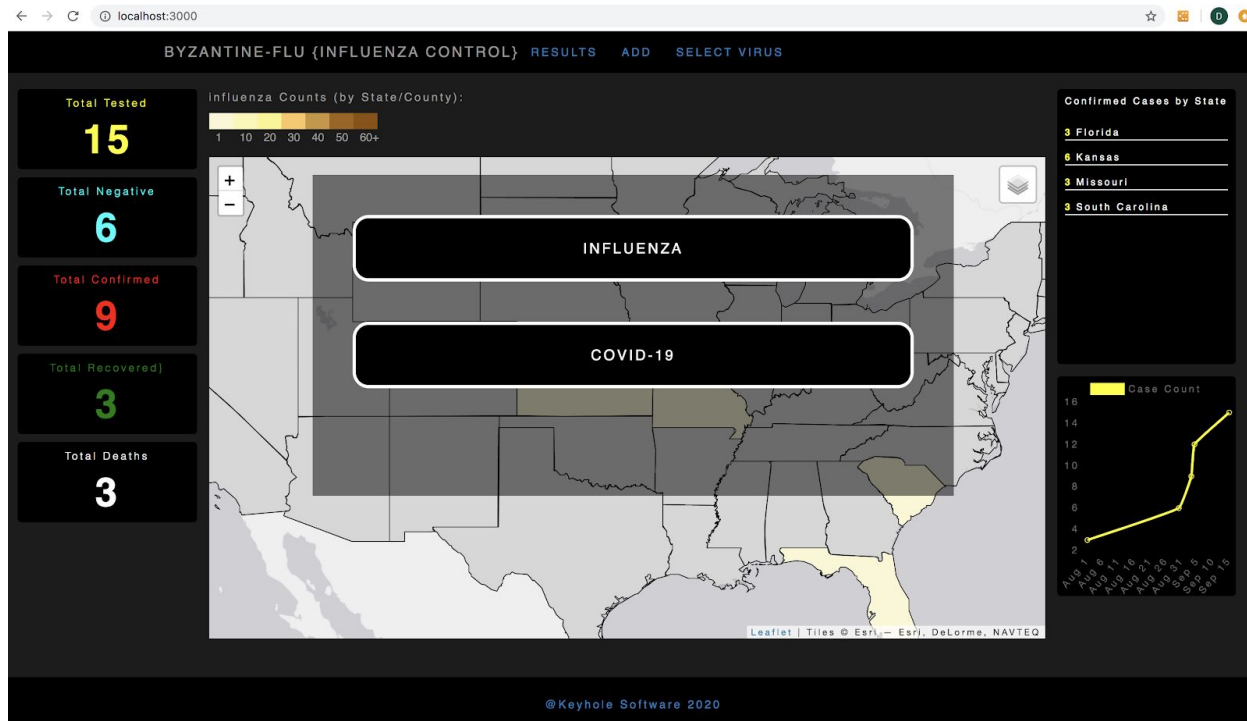 localhost:3000
D
BYZANTINE-FLU {INFLUENZA CONTROL} RESULTS ADD SELECT VIRUS
Total Tested
15
Total Negative
6
Total Confirmed
9
Total Recovered)
3
Total Deaths
3
influenza Counts (by State/County):
1 10 20 30 40 50 60+
+
−
INFLUENZA
COVID-19
Leaflet | Tiles © Esri — Esri, DeLorme, NAVTEQ
Confirmed Cases by State
3 Florida
6 Kansas
3 Missouri
3 South Carolina
Case Count
16
14
12
10
8
6
4
2
Aug 1 Aug 6 Aug 11 Aug 16 Aug 21 Aug 26 Aug 31 Sep 5 Sep 10 Sep 15
@Keyhole Software 2020